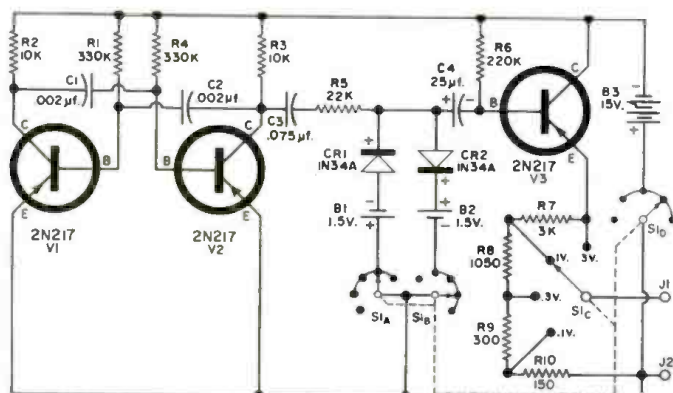 R2
10K
R1
330K
R4
330K
R3
10K
C1
.002μf.
C2
.002μf.
C3
.075μf.
R5
22K
C4
25μf.
+
-
R6
220K
C
B
E
2N217
V1
C
B
E
2N217
V2
C
B
E
2N217
V3
CR1
1N34A
+
CR2
1N34A
+
B1
1.5V.
-
+
B2
1.5V.
+
-
B3
15V.
-
+
S1A
S1B
S1C
S1D
R7
3K
R8
1050
R9
300
R10
150
1V.
3V.
.3V.
.1V.
J1
J2